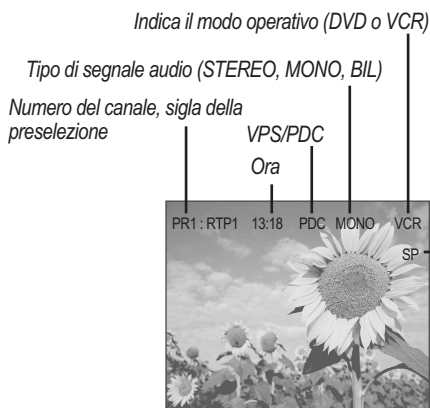 Indica il modo operativo (DVD o VCR)
Tipo di segnale audio (STEREO, MONO, BIL)
Numero del canale, sigla della
preselezione
VPS/PDC
Ora
PR1 : RTP1 13:18 PDC MONO VCR
SP